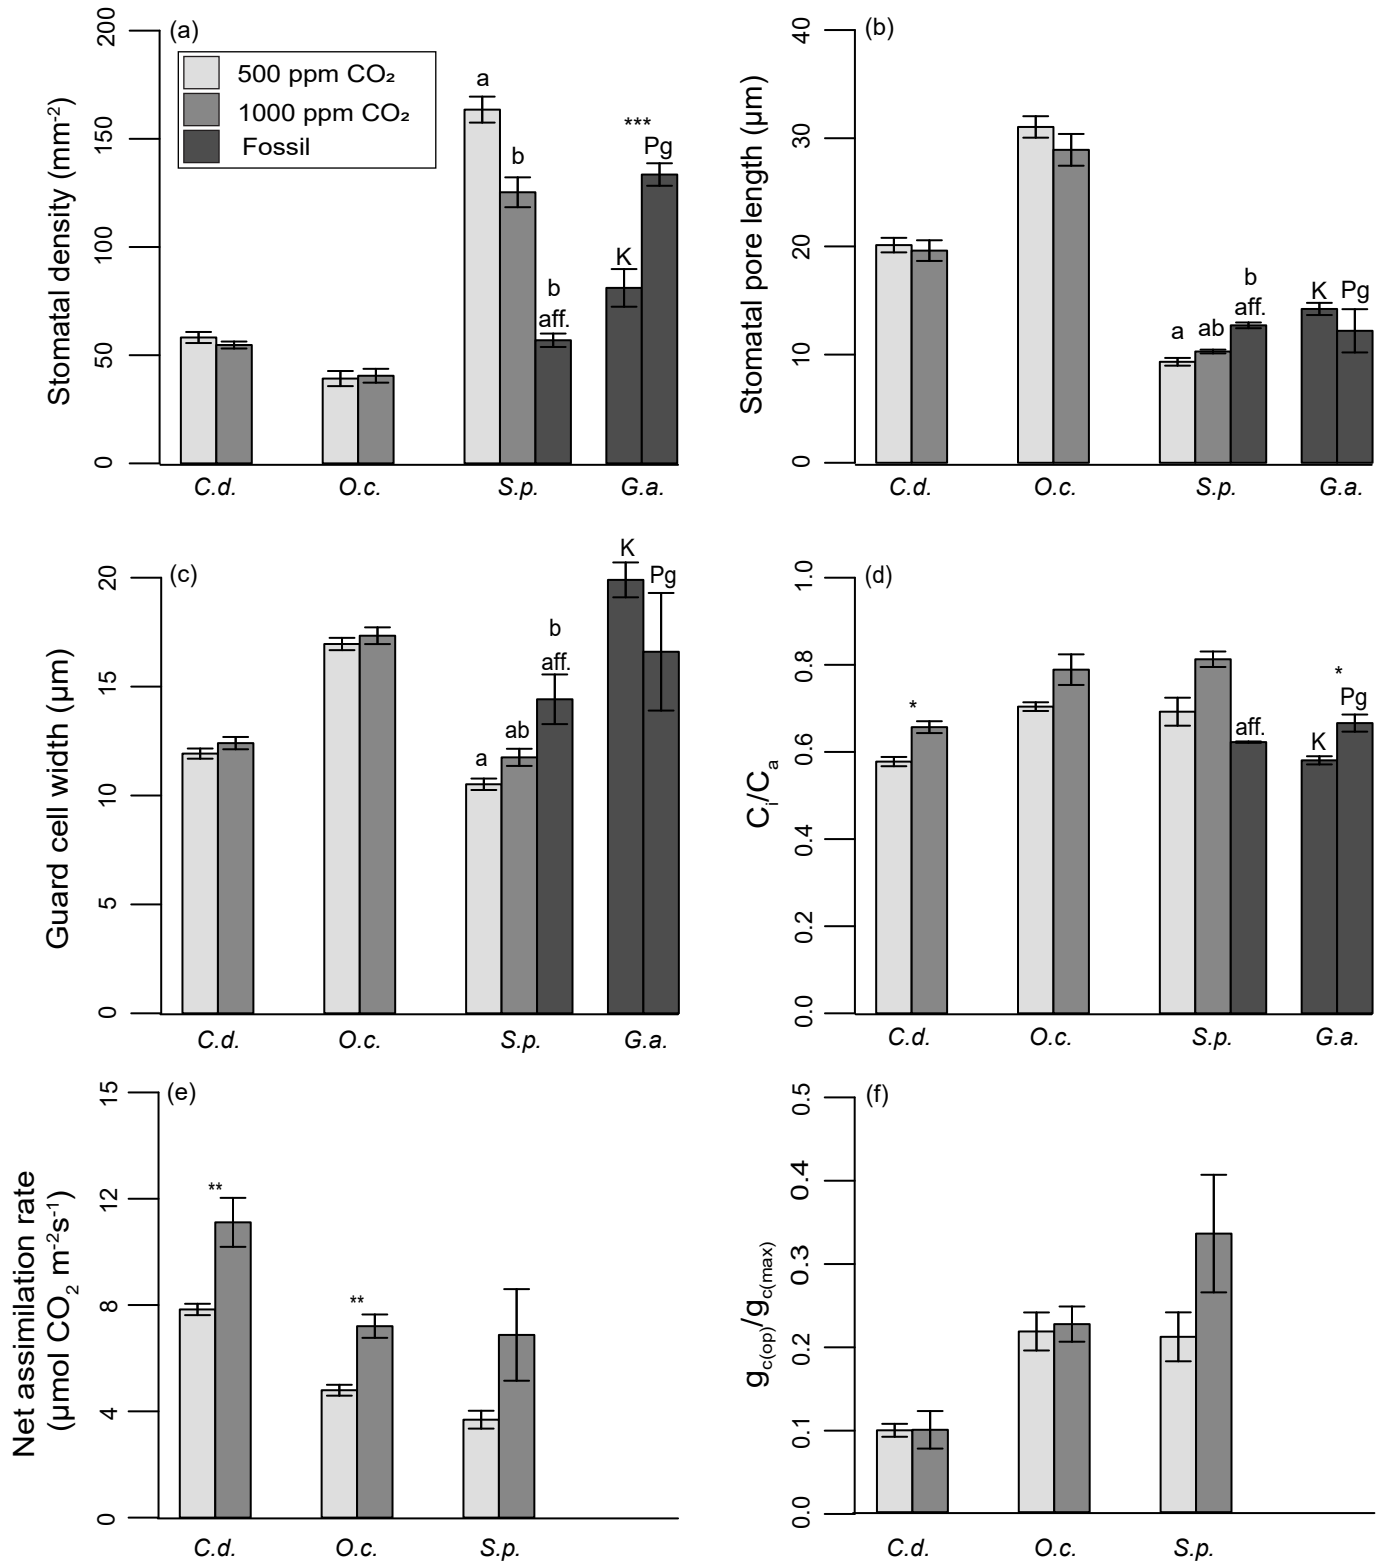 (a)
500 ppm CO₂
1000 ppm CO₂
Fossil
Stomatal density (mm⁻²)
0
50
100
150
200
a
b
b
aff.
K
***
Pg
C.d.
O.c.
S.p.
G.a.
(b)
Stomatal pore length (µm)
0
10
20
30
40
a
ab
b
aff.
K
Pg
C.d.
O.c.
S.p.
G.a.
(c)
Guard cell width (µm)
0
5
10
15
20
a
ab
b
aff.
K
Pg
C.d.
O.c.
S.p.
G.a.
(d)
Cᵢ/Cₐ
0.0
0.2
0.4
0.6
0.8
1.0
*
aff.
K
*
Pg
C.d.
O.c.
S.p.
G.a.
(e)
Net assimilation rate
(µmol CO₂ m⁻²s⁻¹)
0
4
8
12
15
**
**
C.d.
O.c.
S.p.
(f)
g c(op)/g c(max)
0.0
0.1
0.2
0.3
0.4
0.5
C.d.
O.c.
S.p.